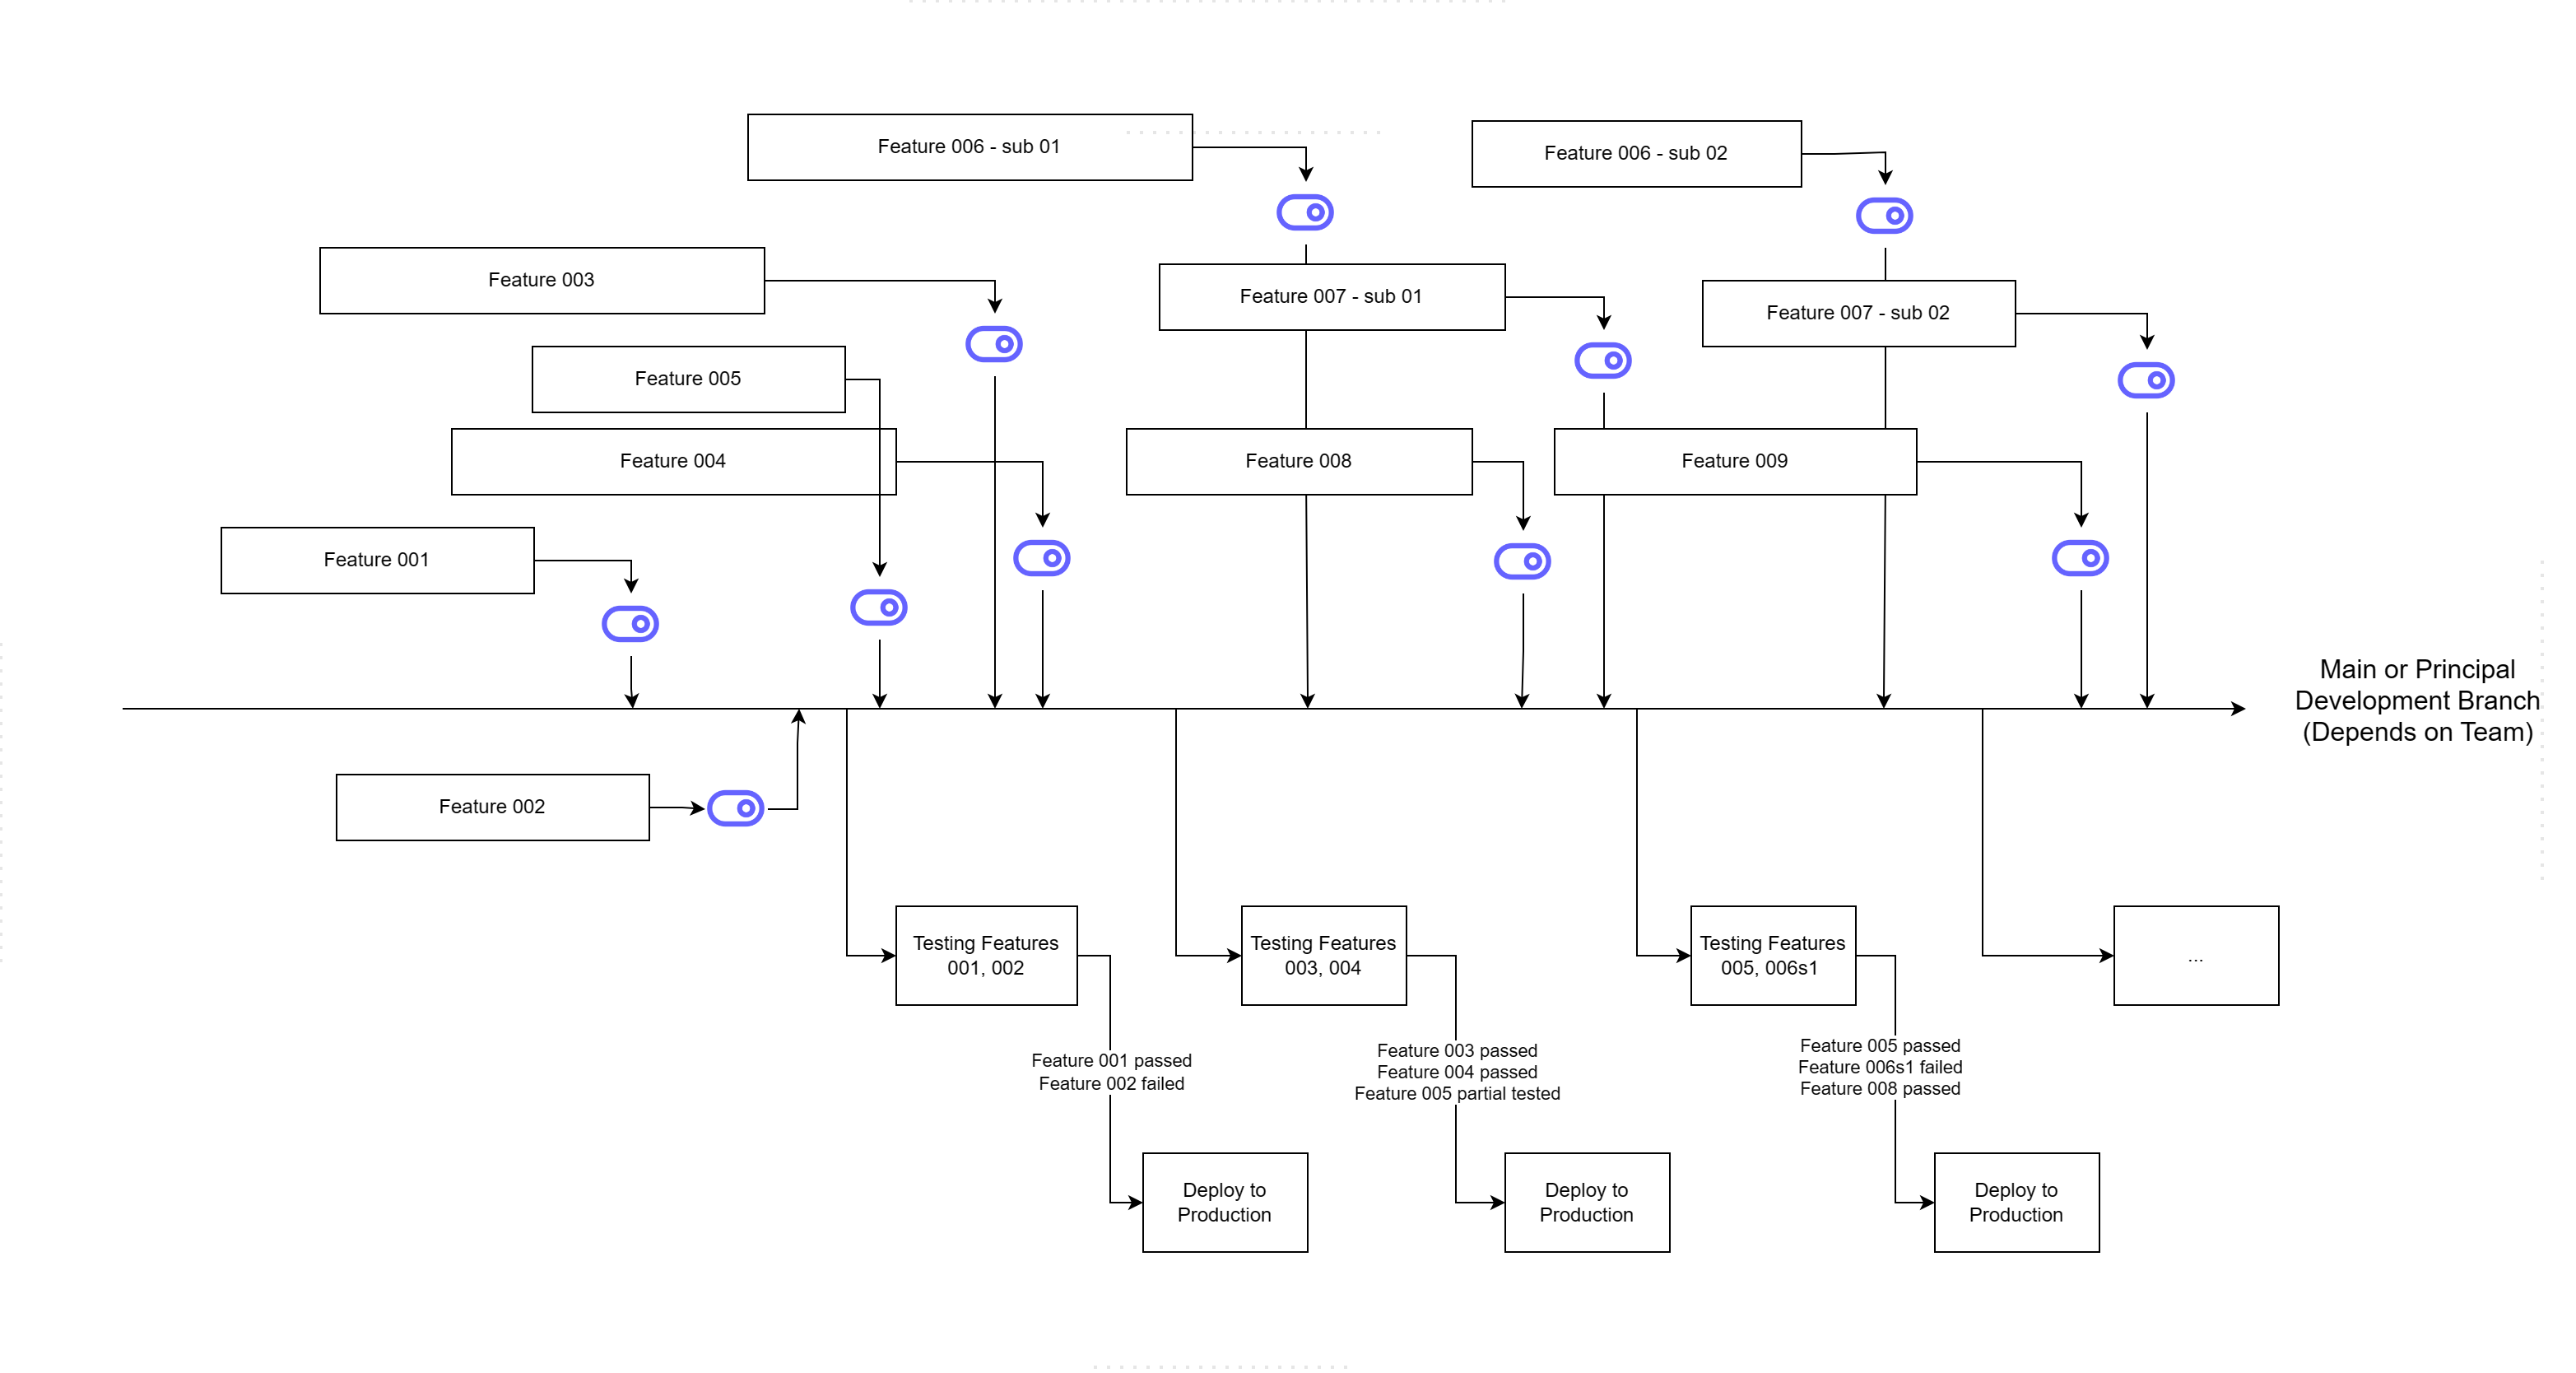 Feature 006 - sub 01
Feature 006 - sub 02
Feature 003
Feature 007 - sub 01
Feature 007 - sub 02
Feature 005
Feature 004
Feature 008
Feature 009
Feature 001
Main or Principal
Development Branch
(Depends on Team)
Feature 002
Testing Features
001, 002
Testing Features
003, 004
Testing Features
005, 006s1
...
Feature 001 passed
Feature 002 failed
Feature 003 passed
Feature 004 passed
Feature 005 partial tested
Feature 005 passed
Feature 006s1 failed
Feature 008 passed
Deploy to
Production
Deploy to
Production
Deploy to
Production